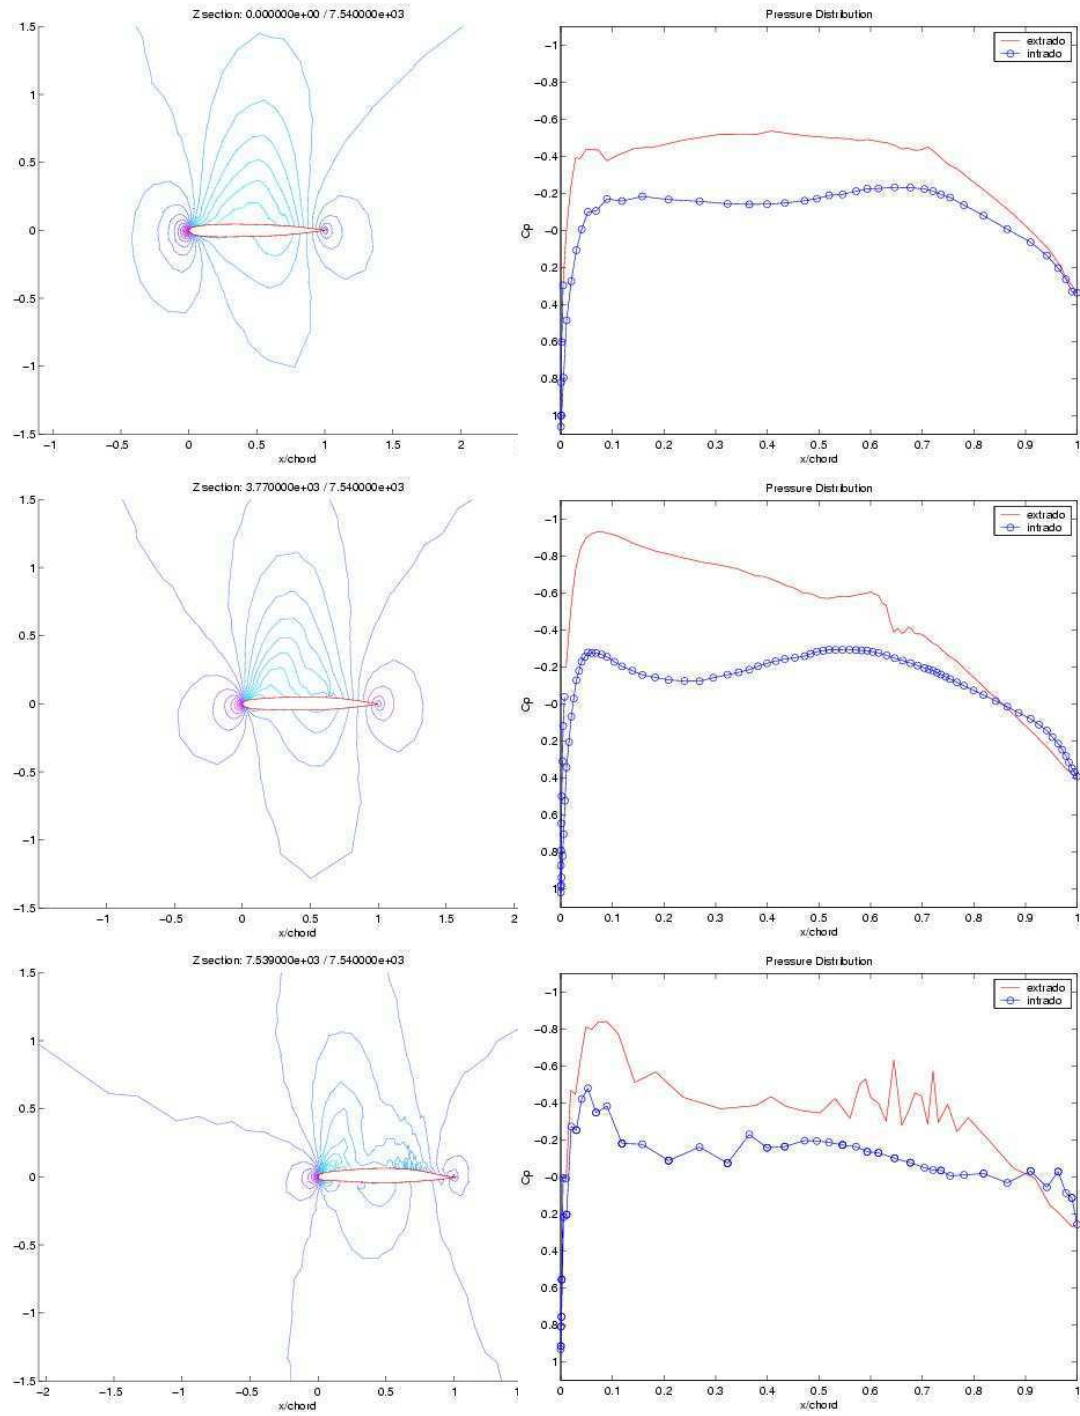 Z section: 0.000000e+00 / 7.540000e+03
1.5
1
0.5
0
−0.5
−1
−1.5
−1 −0.5 0 0.5 1 1.5 2
x/chord
Pressure Distribution
extrado
intrado
−1
−0.8
−0.6
−0.4
−0.2
−0
0.2
0.4
0.6
0.8
1
Cp
0 0.1 0.2 0.3 0.4 0.5 0.6 0.7 0.8 0.9 1
x/chord
Z section: 3.770000e+03 / 7.540000e+03
1.5
1
0.5
0
−0.5
−1
−1.5
−1 −0.5 0 0.5 1 1.5 2
x/chord
Pressure Distribution
extrado
intrado
−1
−0.8
−0.6
−0.4
−0.2
−0
0.2
0.4
0.6
0.8
1
Cp
0 0.1 0.2 0.3 0.4 0.5 0.6 0.7 0.8 0.9 1
x/chord
Z section: 7.539000e+03 / 7.540000e+03
1.5
1
0.5
0
−0.5
−1
−1.5
−2 −1.5 −1 −0.5 0 0.5 1 1
x/chord
Pressure Distribution
extrado
intrado
−1
−0.8
−0.6
−0.4
−0.2
−0
0.2
0.4
0.6
0.8
1
Cp
0 0.1 0.2 0.3 0.4 0.5 0.6 0.7 0.8 0.9 1
x/chord